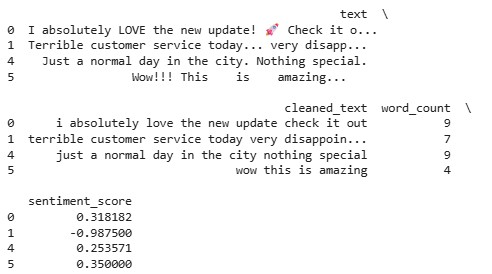 text \
0 I absolutely LOVE the new update! 🚀 Check it o...
1 Terrible customer service today... very disapp...
4 Just a normal day in the city. Nothing special.
5 Wow!!! This    is    amazing...
cleaned_text word_count \
0 i absolutely love the new update check it out 9
1 terrible customer service today very disappoin... 7
4 just a normal day in the city nothing special 9
5 wow this is amazing 4
sentiment_score
0 0.318182
1 -0.987500
4 0.253571
5 0.350000